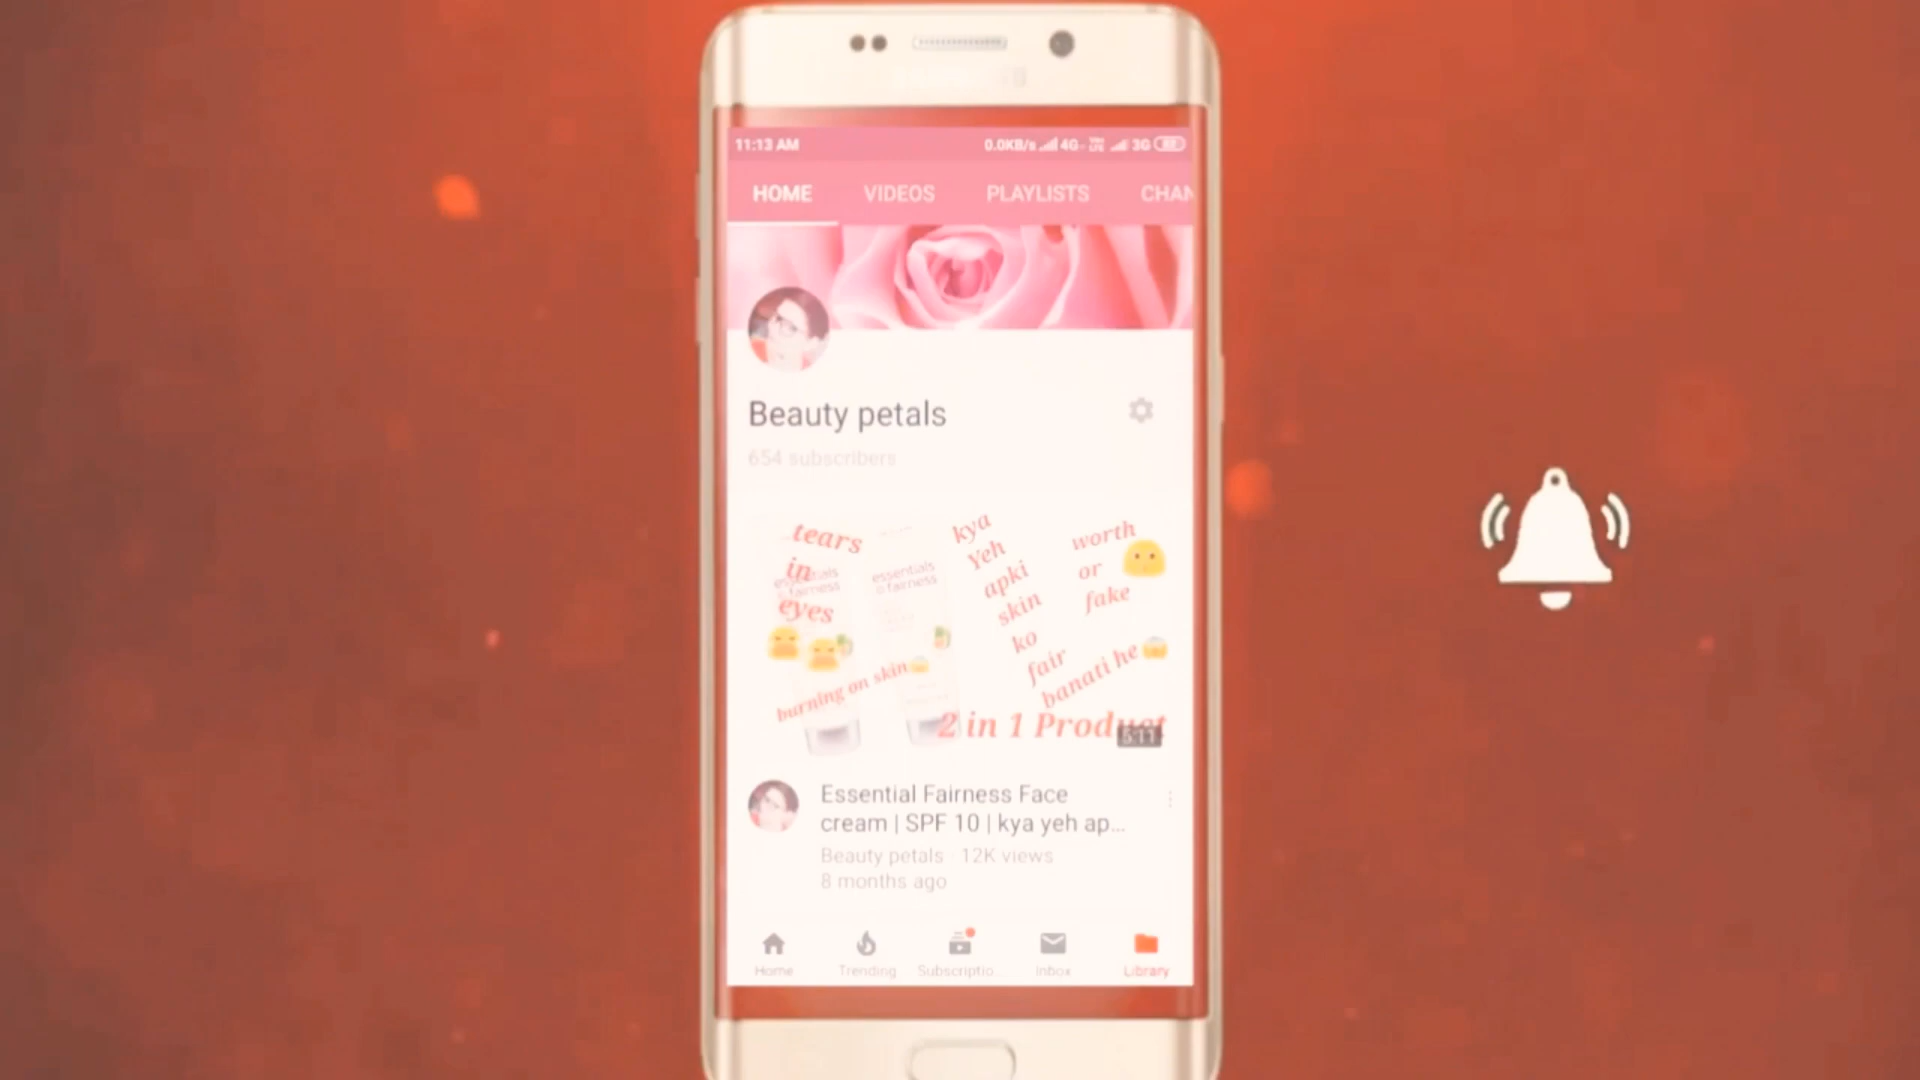 11:13 AM 0.0KB/s 4G 3G
HOME VIDEOS PLAYLISTS CHAN
Beauty petals
654 subscribers
tears
in
eyes
essentials
fairness
burning on skin
kya
Yeh
apki
skin
ko
fair
banati he
worth
or
fake
2 in 1 Product
5:11
Essential Fairness Face
cream | SPF 10 | kya yeh ap...
Beauty petals · 12K views
8 months ago
Home Trending Subscriptio... Inbox Library